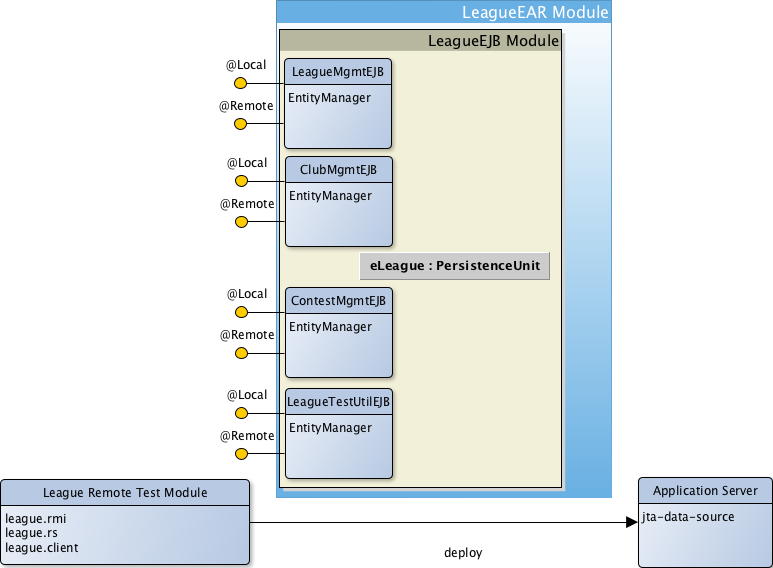 LeagueEAR Module
LeagueEJB Module
@Local
@Remote
LeagueMgmtEJB
EntityManager
@Local
@Remote
ClubMgmtEJB
EntityManager
eLeague : PersistenceUnit
@Local
@Remote
ContestMgmtEJB
EntityManager
@Local
@Remote
LeagueTestUtilEJB
EntityManager
League Remote Test Module
league.rmi
league.rs
league.client
deploy
Application Server
jta-data-source